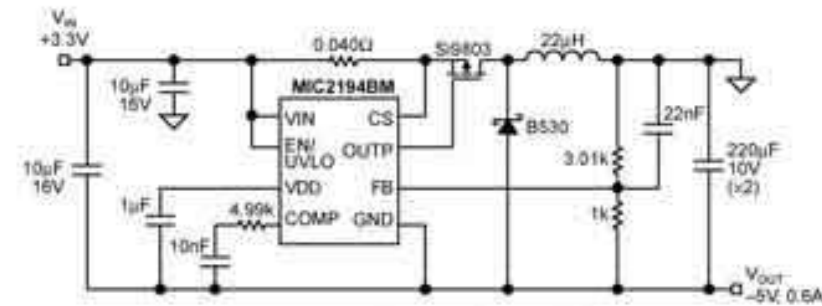 VIN
+3.3V
0.040Ω
Si9803
22µH
10µF
16V
MIC2194BM
VIN
CS
EN/
UVLO
OUTP
VDD
FB
COMP
GND
B530
22nF
3.01k
220µF
10V
(×2)
10µF
16V
1µF
4.99k
1k
10nF
VOUT
–5V, 0.6A